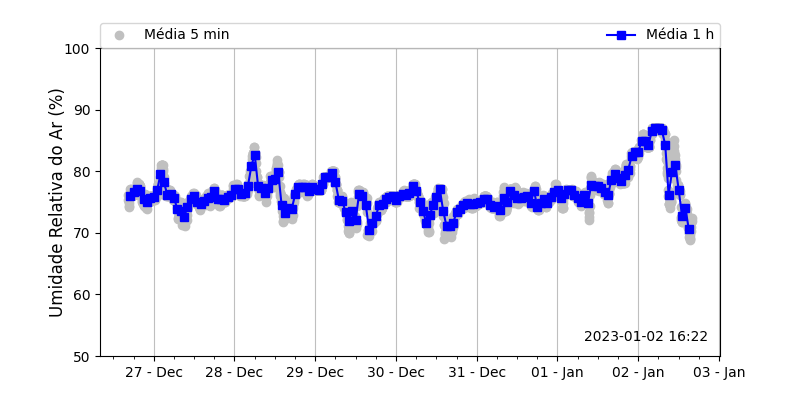 Média 5 min
Média 1 h
100
90
80
70
60
50
Umidade Relativa do Ar (%)
2023-01-02 16:22
27 - Dec
28 - Dec
29 - Dec
30 - Dec
31 - Dec
01 - Jan
02 - Jan
03 - Jan